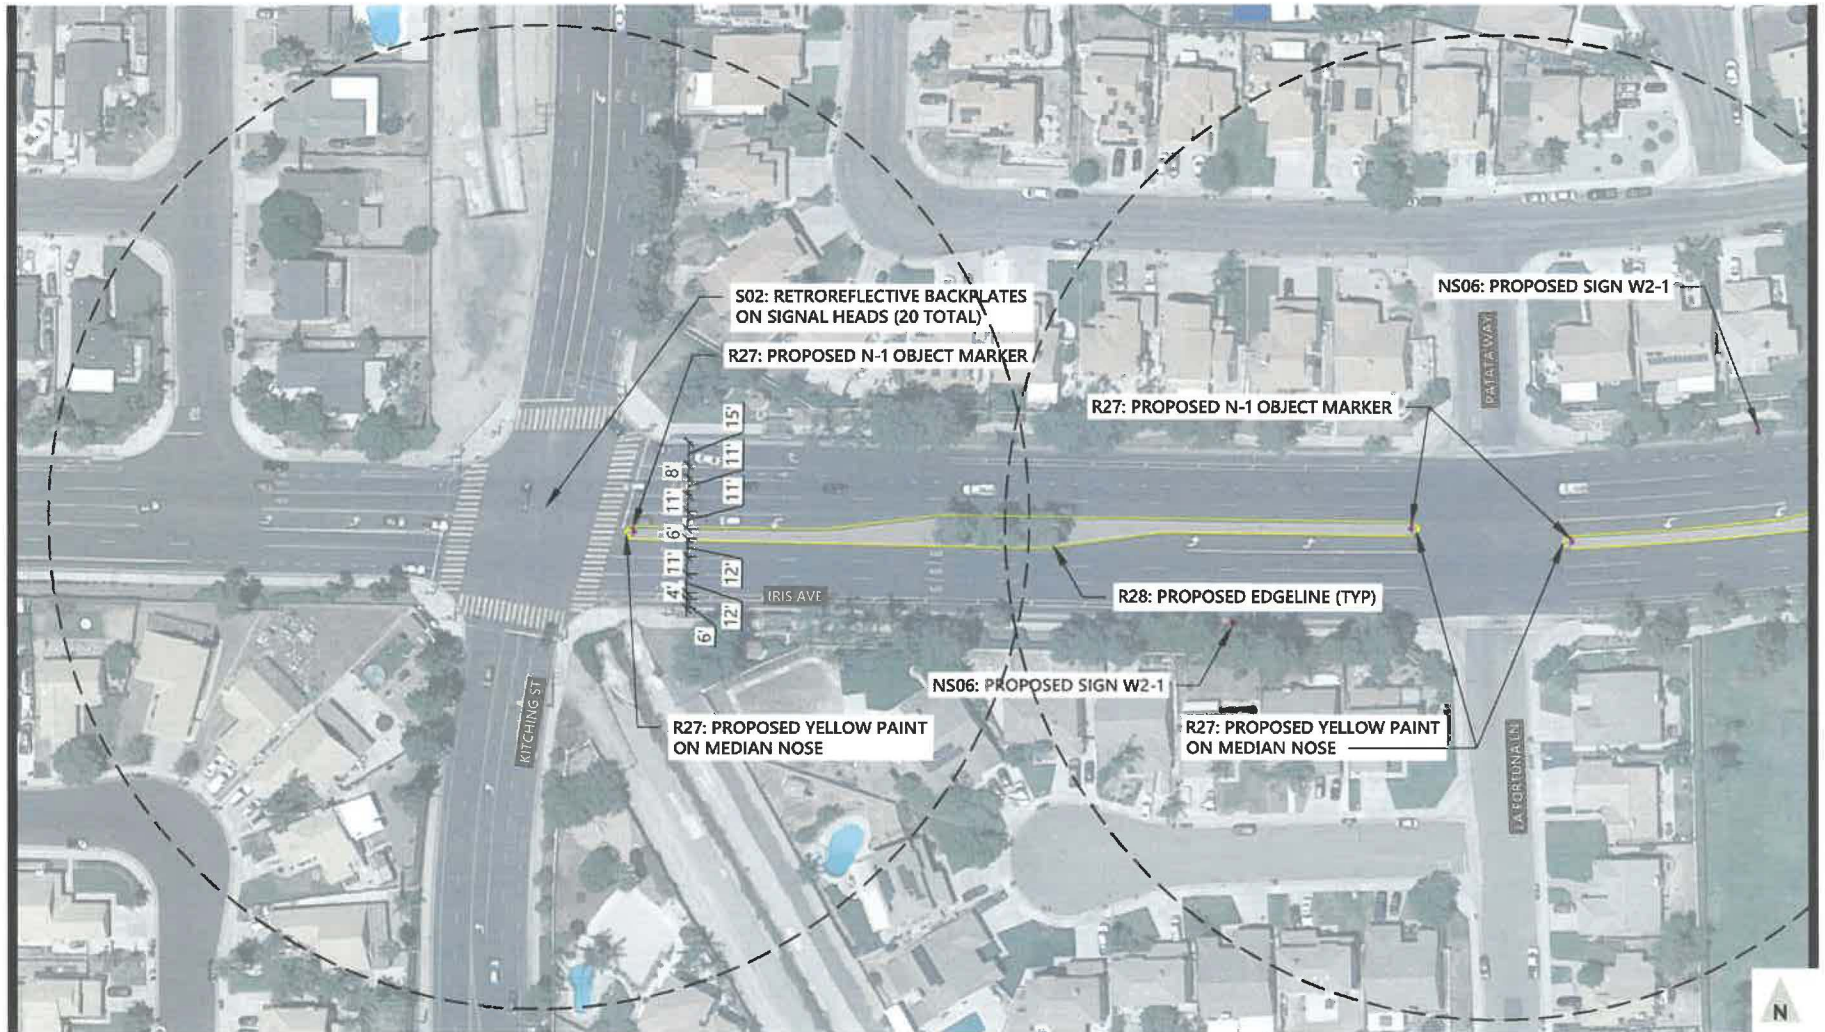 S02: RETROREFLECTIVE BACKPLATES
ON SIGNAL HEADS (20 TOTAL)
R27: PROPOSED N-1 OBJECT MARKER
NS06: PROPOSED SIGN W2-1
R27: PROPOSED N-1 OBJECT MARKER
RATATA WAY
15'
11'
8'
11'
11'
6'
11'
12'
4'
12'
6'
IRIS AVE
R28: PROPOSED EDGELINE (TYP)
NS06: PROPOSED SIGN W2-1
KITCHING ST
R27: PROPOSED YELLOW PAINT
ON MEDIAN NOSE
R27: PROPOSED YELLOW PAINT
ON MEDIAN NOSE
LA FORTUNA LN
N